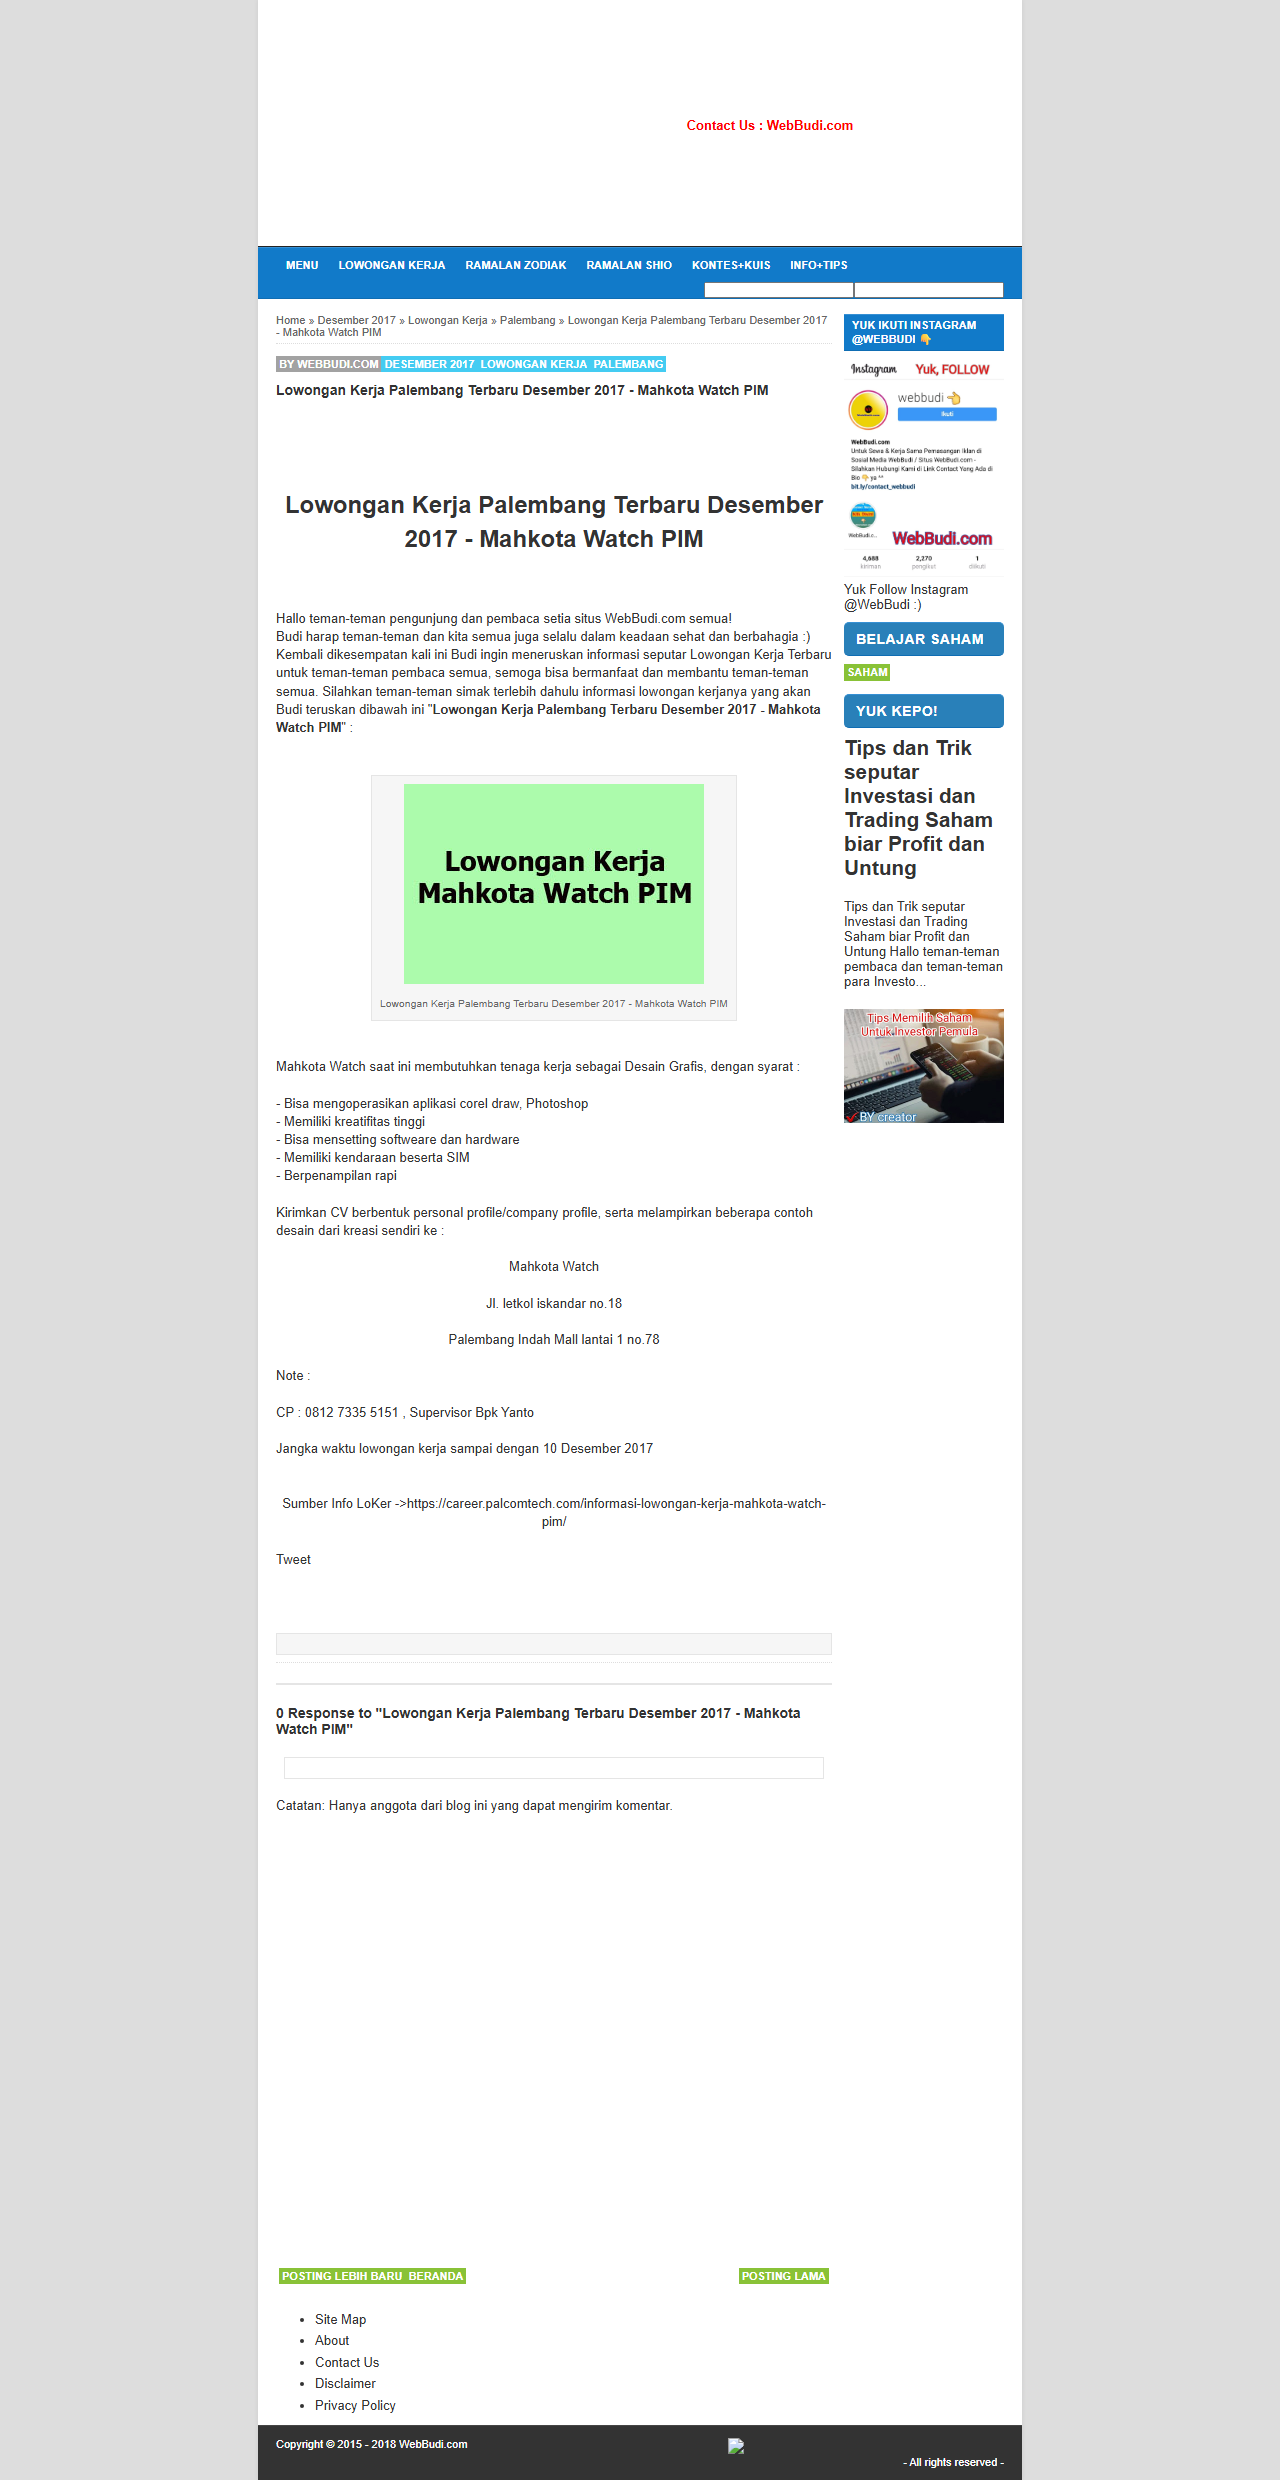 Contact Us : WebBudi.com
MENU LOWONGAN KERJA RAMALAN ZODIAK RAMALAN SHIO KONTES+KUIS INFO+TIPS
Home » Desember 2017 » Lowongan Kerja » Palembang » Lowongan Kerja Palembang Terbaru Desember 2017
- Mahkota Watch PIM
BY WEBBUDI.COM DESEMBER 2017 LOWONGAN KERJA PALEMBANG
Lowongan Kerja Palembang Terbaru Desember 2017 - Mahkota Watch PIM
Lowongan Kerja Palembang Terbaru Desember
2017 - Mahkota Watch PIM
Hallo teman-teman pengunjung dan pembaca setia situs WebBudi.com semua!
Budi harap teman-teman dan kita semua juga selalu dalam keadaan sehat dan berbahagia :)
Kembali dikesempatan kali ini Budi ingin meneruskan informasi seputar Lowongan Kerja Terbaru
untuk teman-teman pembaca semua, semoga bisa bermanfaat dan membantu teman-teman
semua. Silahkan teman-teman simak terlebih dahulu informasi lowongan kerjanya yang akan
Budi teruskan dibawah ini "Lowongan Kerja Palembang Terbaru Desember 2017 - Mahkota
Watch PIM" :
Lowongan Kerja
Mahkota Watch PIM
Lowongan Kerja Palembang Terbaru Desember 2017 - Mahkota Watch PIM
Mahkota Watch saat ini membutuhkan tenaga kerja sebagai Desain Grafis, dengan syarat :
- Bisa mengoperasikan aplikasi corel draw, Photoshop
- Memiliki kreatifitas tinggi
- Bisa mensetting softweare dan hardware
- Memiliki kendaraan beserta SIM
- Berpenampilan rapi
Kirimkan CV berbentuk personal profile/company profile, serta melampirkan beberapa contoh
desain dari kreasi sendiri ke :
Mahkota Watch
Jl. letkol iskandar no.18
Palembang Indah Mall lantai 1 no.78
Note :
CP : 0812 7335 5151 , Supervisor Bpk Yanto
Jangka waktu lowongan kerja sampai dengan 10 Desember 2017
Sumber Info LoKer ->https://career.palcomtech.com/informasi-lowongan-kerja-mahkota-watch-
pim/
Tweet
0 Response to "Lowongan Kerja Palembang Terbaru Desember 2017 - Mahkota
Watch PIM"
Catatan: Hanya anggota dari blog ini yang dapat mengirim komentar.
POSTING LEBIH BARU BERANDA POSTING LAMA
YUK IKUTI INSTAGRAM
@WEBBUDI 👇
Instagram Yuk, FOLLOW
webbudi 👈
Ikuti
WebBudi.com
Untuk Sewa & Kerja Sama Pemasangan Iklan di
Sosial Media WebBudi / Situs WebBudi.com -
Silahkan Hubungi Kami di Link Contact Yang Ada di
Bio 👇 ya ^^
bit.ly/contact_webbudi
WebBudi.c...
WebBudi.com
4,688 2,270 1
kiriman pengikut diikuti
Yuk Follow Instagram
@WebBudi :)
BELAJAR SAHAM
SAHAM
YUK KEPO!
Tips dan Trik
seputar
Investasi dan
Trading Saham
biar Profit dan
Untung
Tips dan Trik seputar
Investasi dan Trading
Saham biar Profit dan
Untung Hallo teman-teman
pembaca dan teman-teman
para Investo...
Tips Memilih Saham
Untuk Investor Pemula
BY creator
• Site Map
• About
• Contact Us
• Disclaimer
• Privacy Policy
Copyright © 2015 - 2018 WebBudi.com
- All rights reserved -